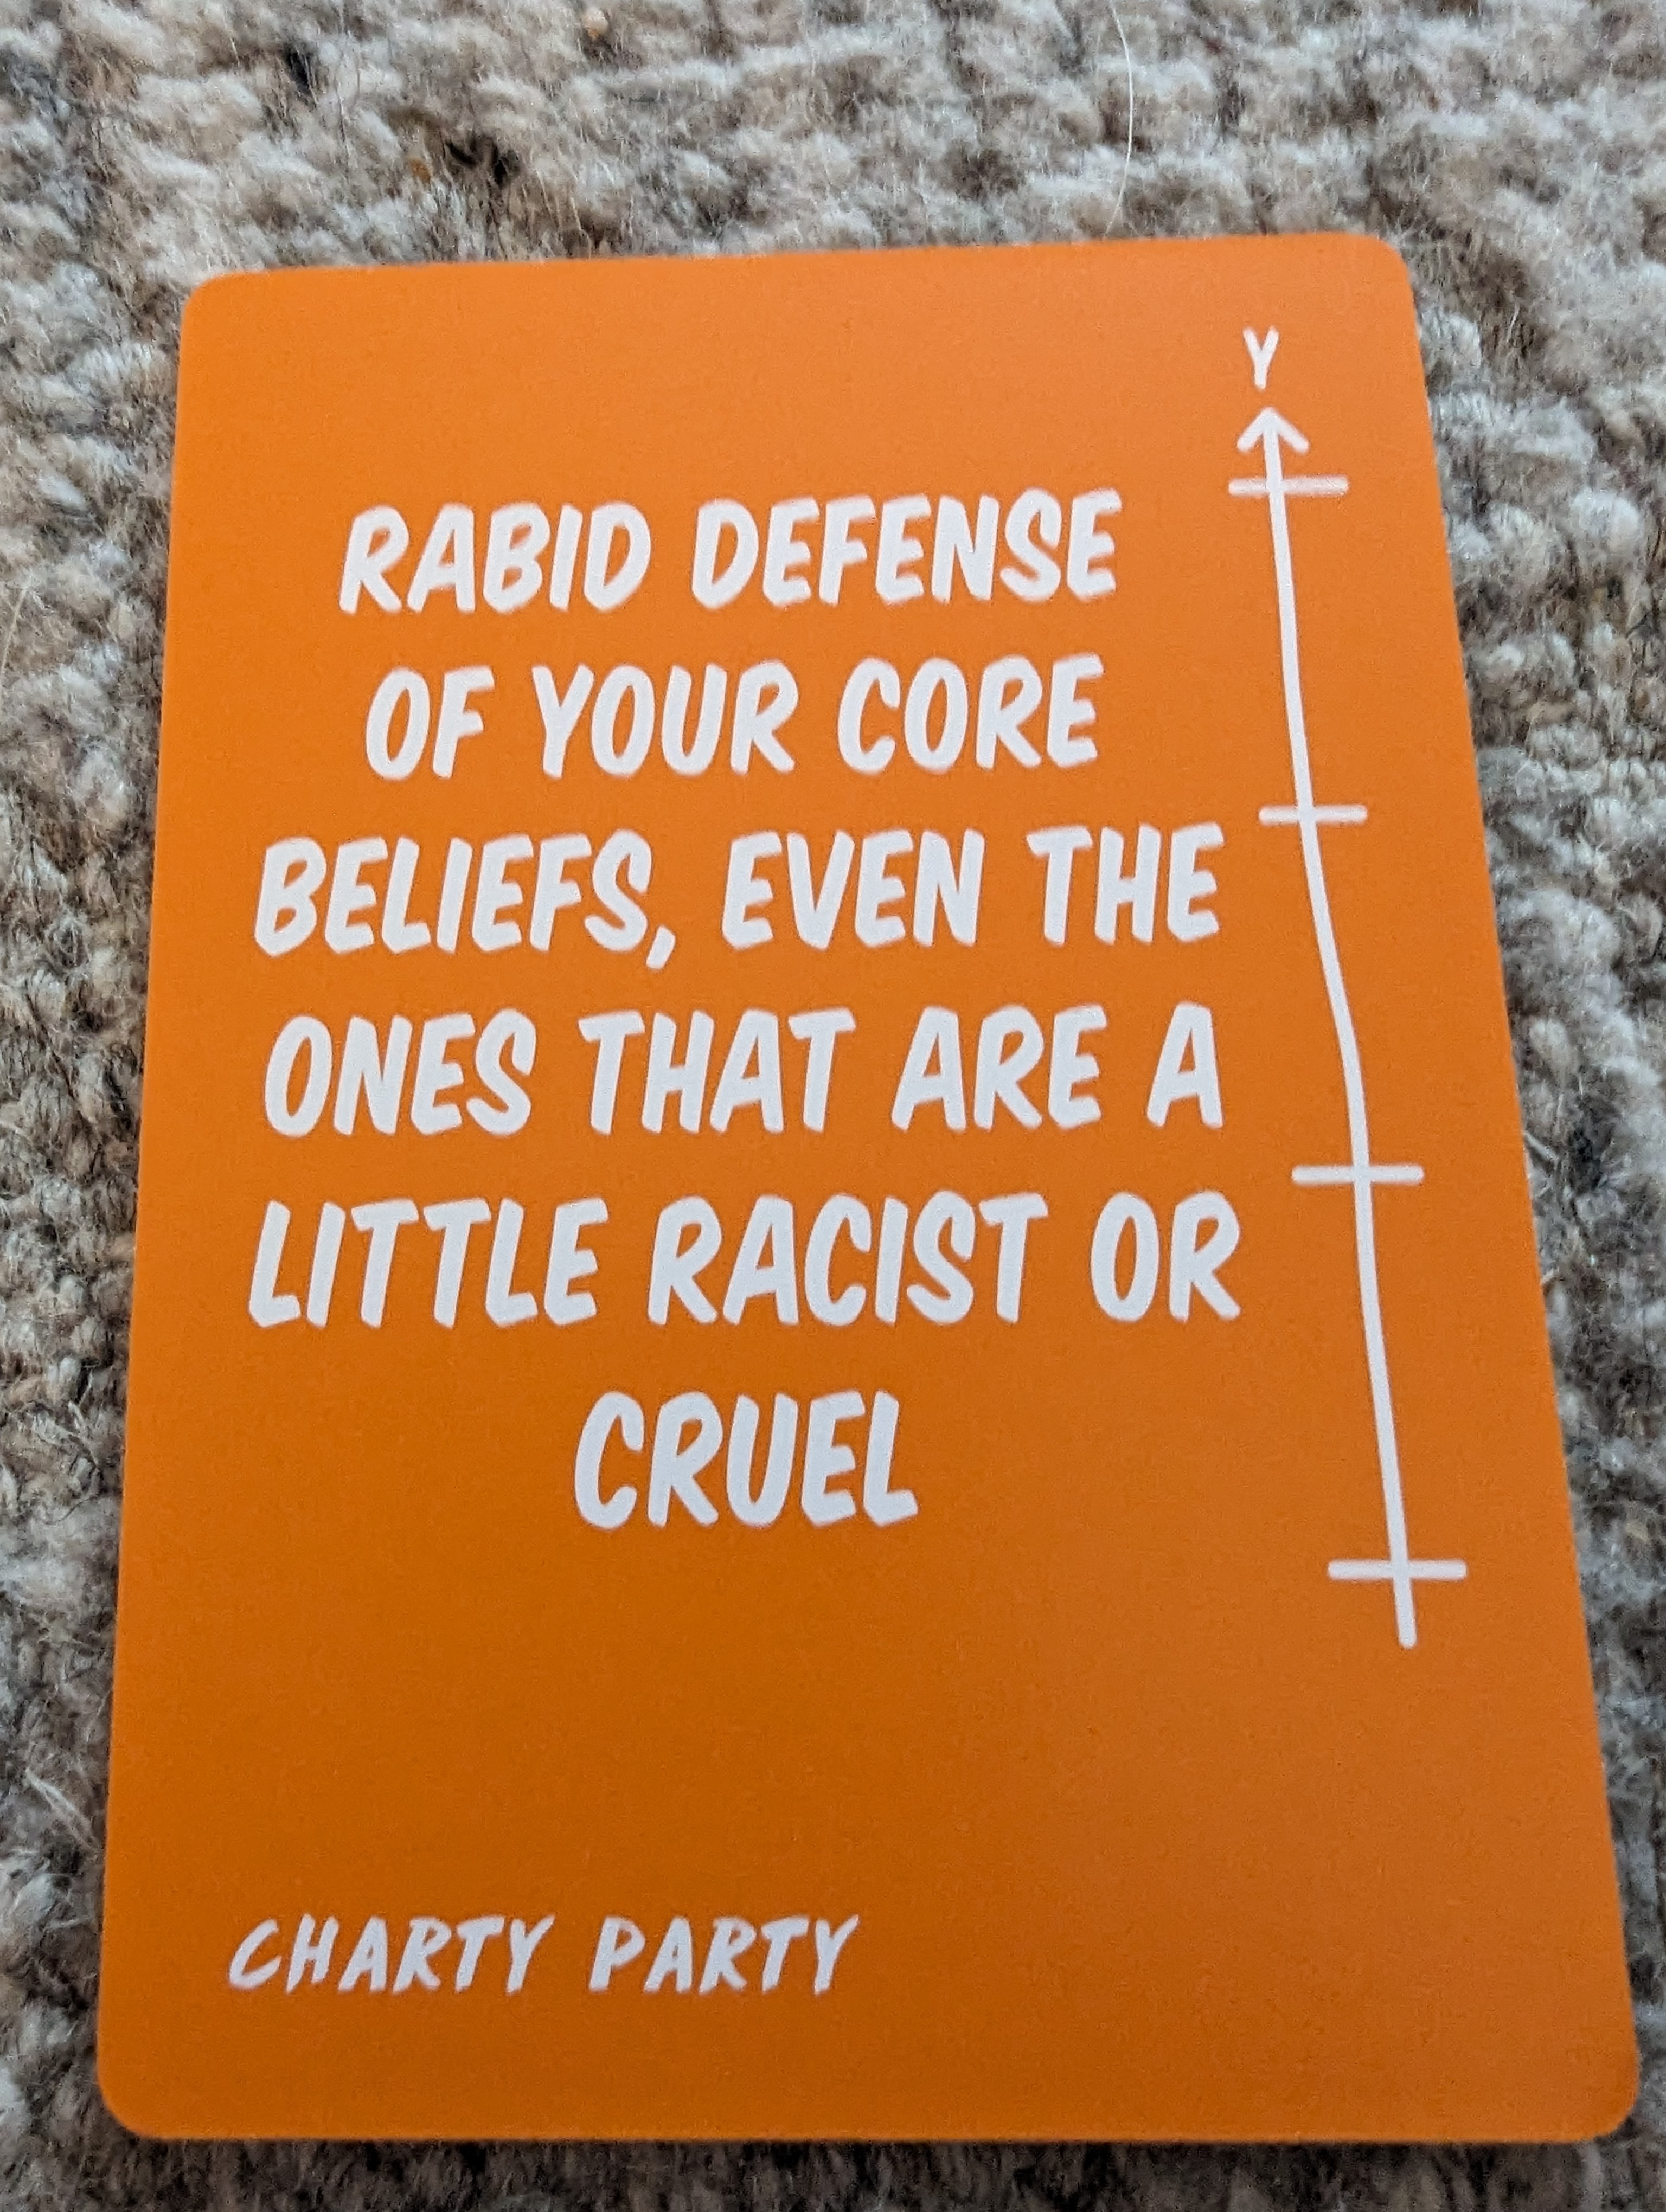 Y
RABID DEFENSE
OF YOUR CORE
BELIEFS, EVEN THE
ONES THAT ARE A
LITTLE RACIST OR
CRUEL
CHARTY PARTY